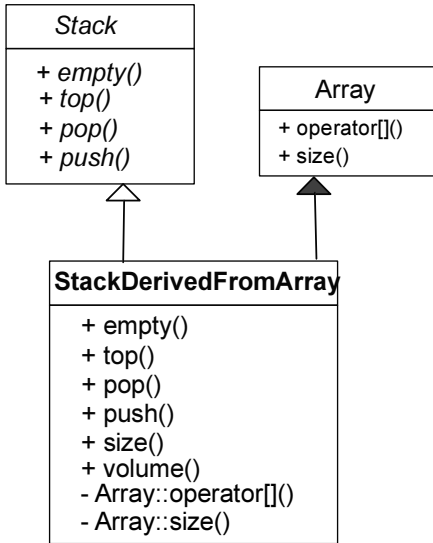 Stack
+ empty()
+ top()
+ pop()
+ push()
Array
+ operator[]()
+ size()
StackDerivedFromArray
+ empty()
+ top()
+ pop()
+ push()
+ size()
+ volume()
- Array::operator[]()
- Array::size()